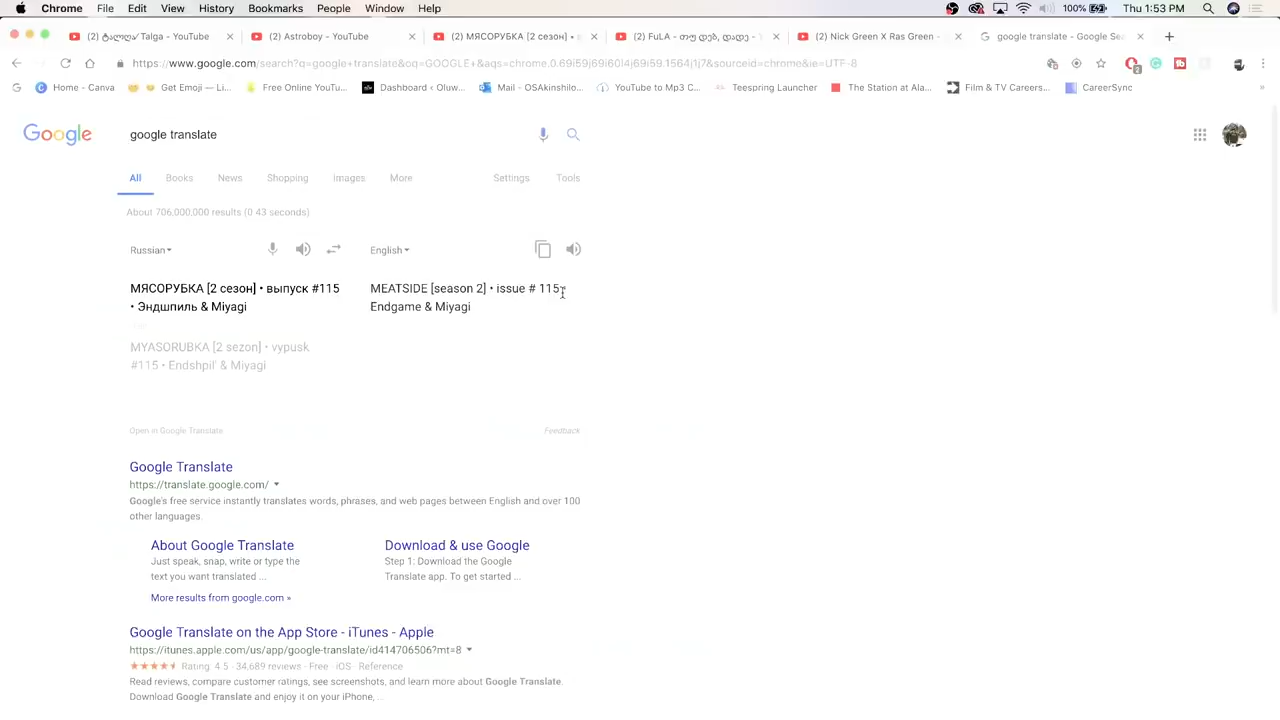 Chrome File Edit View History Bookmarks People Window Help 100% Thu 1:53 PM
(2) ტალღა/ Talga - YouTube (2) Astroboy - YouTube (2) МЯСОРУБКА [2 сезон] • (2) FuLA - თუ დებ, დადე - (2) Nick Green X Ras Green - google translate - Google Se
https://www.google.com/search?q=google+translate&oq=GOOGLE+&aqs=chrome.0.69i59j69i60l4j69i59.1564j1j7&sourceid=chrome&ie=UTF-8
Home - Canva Get Emoji — Li... Free Online YouTu... Dashboard ‹ Oluw... Mail - OSAkinshilo... YouTube to Mp3 C... Teespring Launcher The Station at Ala... Film & TV Careers... CareerSync
Google google translate
All Books News Shopping Images More Settings Tools
About 706,000,000 results (0 43 seconds)
Russian English
МЯСОРУБКА [2 сезон] • выпуск #115
• Эндшпиль & Miyagi
MEATSIDE [season 2] • issue # 115
Endgame & Miyagi
MYASORUBKA [2 sezon] • vypusk
#115 • Endshpil' & Miyagi
Open in Google Translate Feedback
Google Translate
https://translate.google.com/
Google's free service instantly translates words, phrases, and web pages between English and over 100
other languages.
About Google Translate
Just speak, snap, write or type the
text you want translated ...
Download & use Google
Step 1: Download the Google
Translate app. To get started ...
More results from google.com »
Google Translate on the App Store - iTunes - Apple
https://itunes.apple.com/us/app/google-translate/id414706506?mt=8
Rating: 4.5 - 34,689 reviews - Free - iOS - Reference
Read reviews, compare customer ratings, see screenshots, and learn more about Google Translate.
Download Google Translate and enjoy it on your iPhone, ...